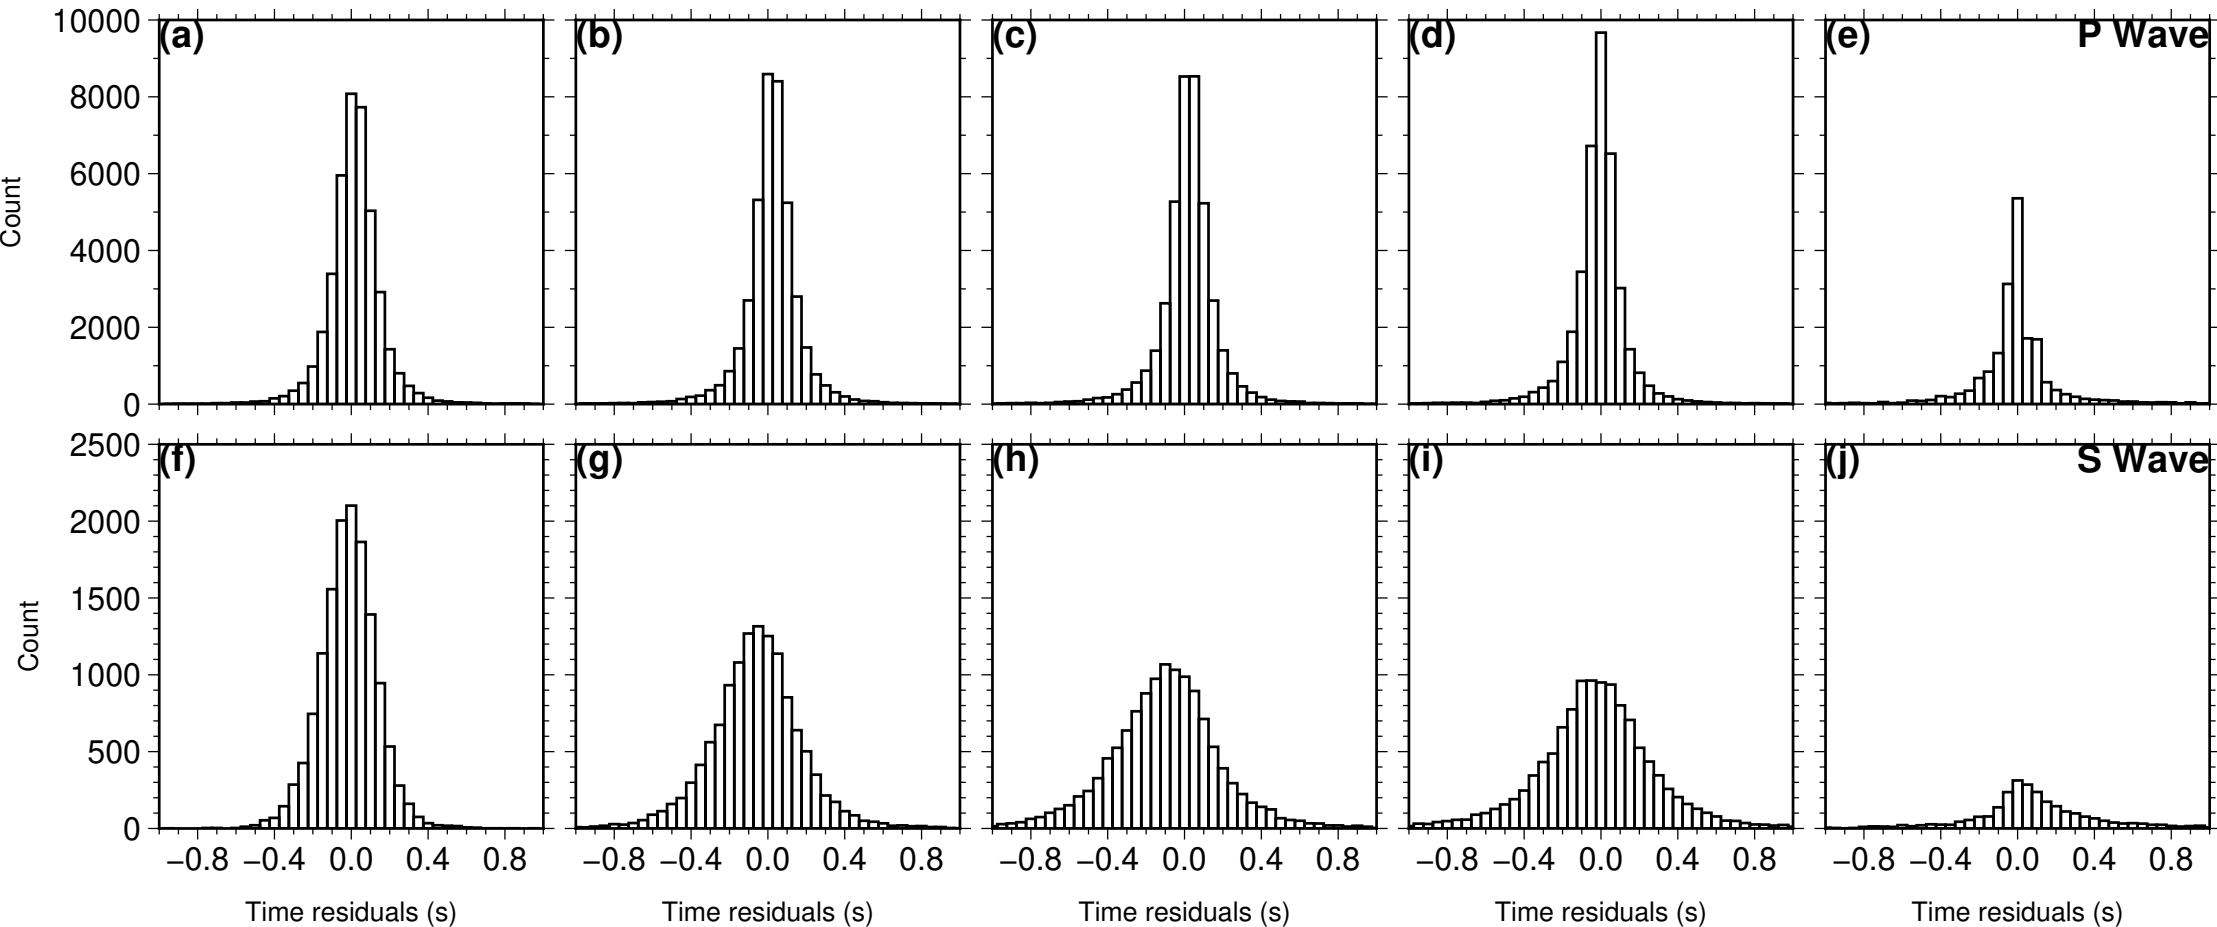 10000
8000
6000
4000
2000
0
Count
(a)
(b)
(c)
(d)
(e)
P Wave
2500
2000
1500
1000
500
0
Count
(f)
(g)
(h)
(i)
(j)
S Wave
−0.8 −0.4 0.0 0.4 0.8
−0.8 −0.4 0.0 0.4 0.8
−0.8 −0.4 0.0 0.4 0.8
−0.8 −0.4 0.0 0.4 0.8
−0.8 −0.4 0.0 0.4 0.8
Time residuals (s)
Time residuals (s)
Time residuals (s)
Time residuals (s)
Time residuals (s)